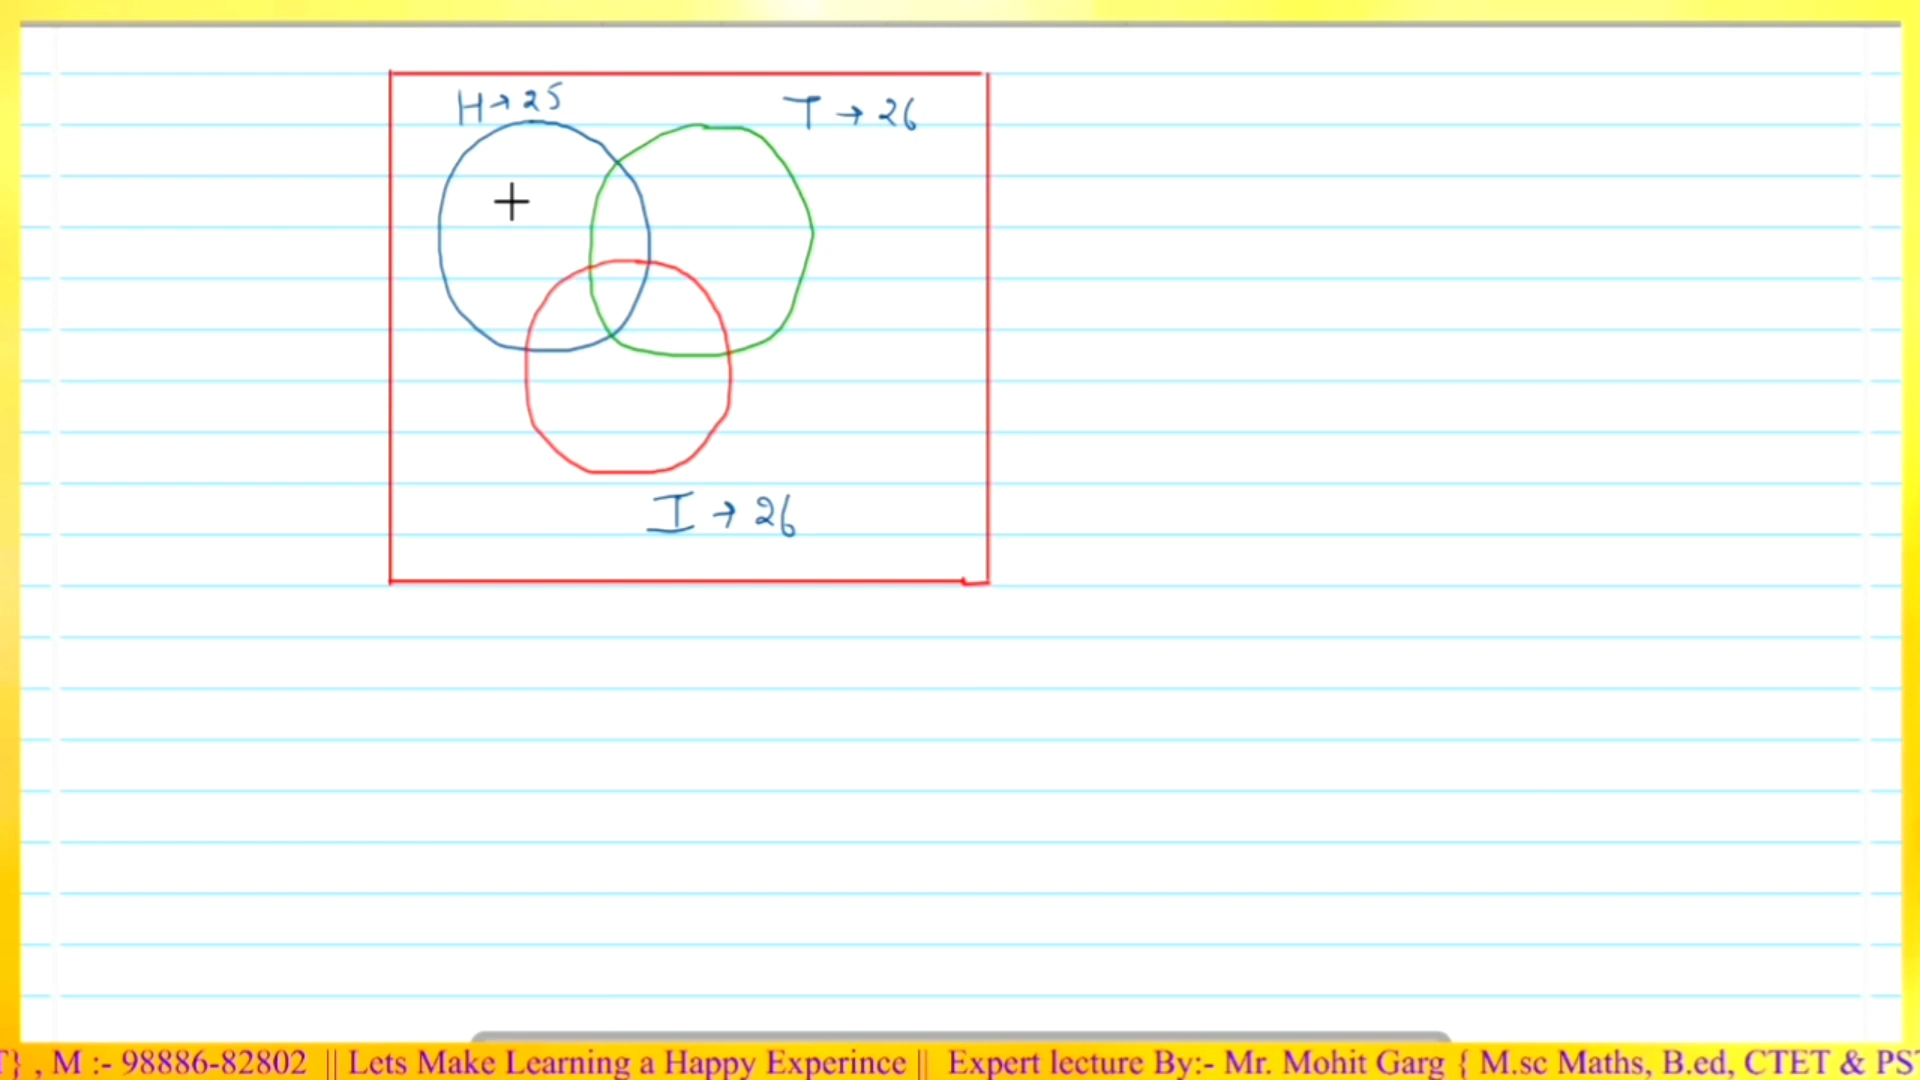 H → 25
T → 26
I → 26
T} , M :- 98886-82802 || Lets Make Learning a Happy Experince || Expert lecture By:- Mr. Mohit Garg { M.sc Maths, B.ed, CTET & PST